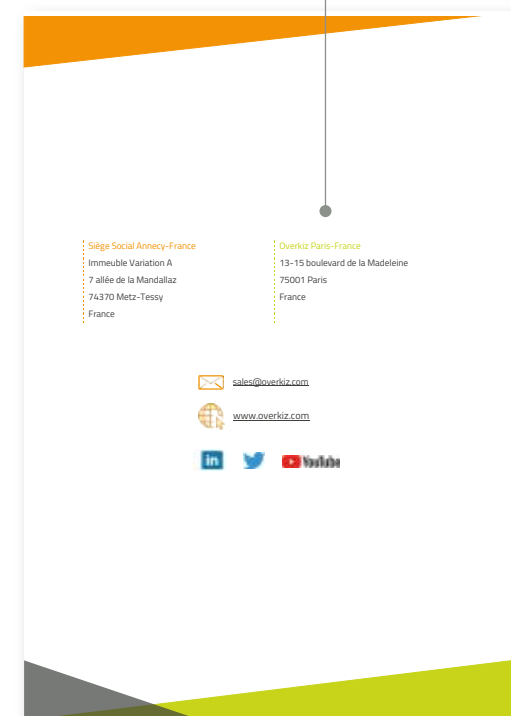 Siège Social Annecy-France
Immeuble Variation A
7 allée de la Mandallaz
74370 Metz-Tessy
France
Overkiz Paris-France
13-15 boulevard de la Madeleine
75001 Paris
France
sales@overkiz.com
www.overkiz.com
in
YouTube